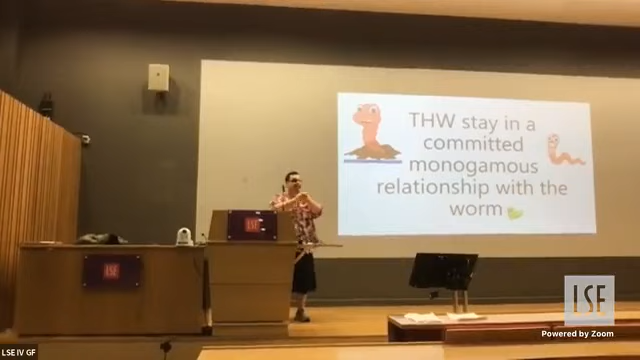 THW stay in a
committed
monogamous
relationship with the
worm
LSE
LSE
LSE
Powered by Zoom
LSE IV GF